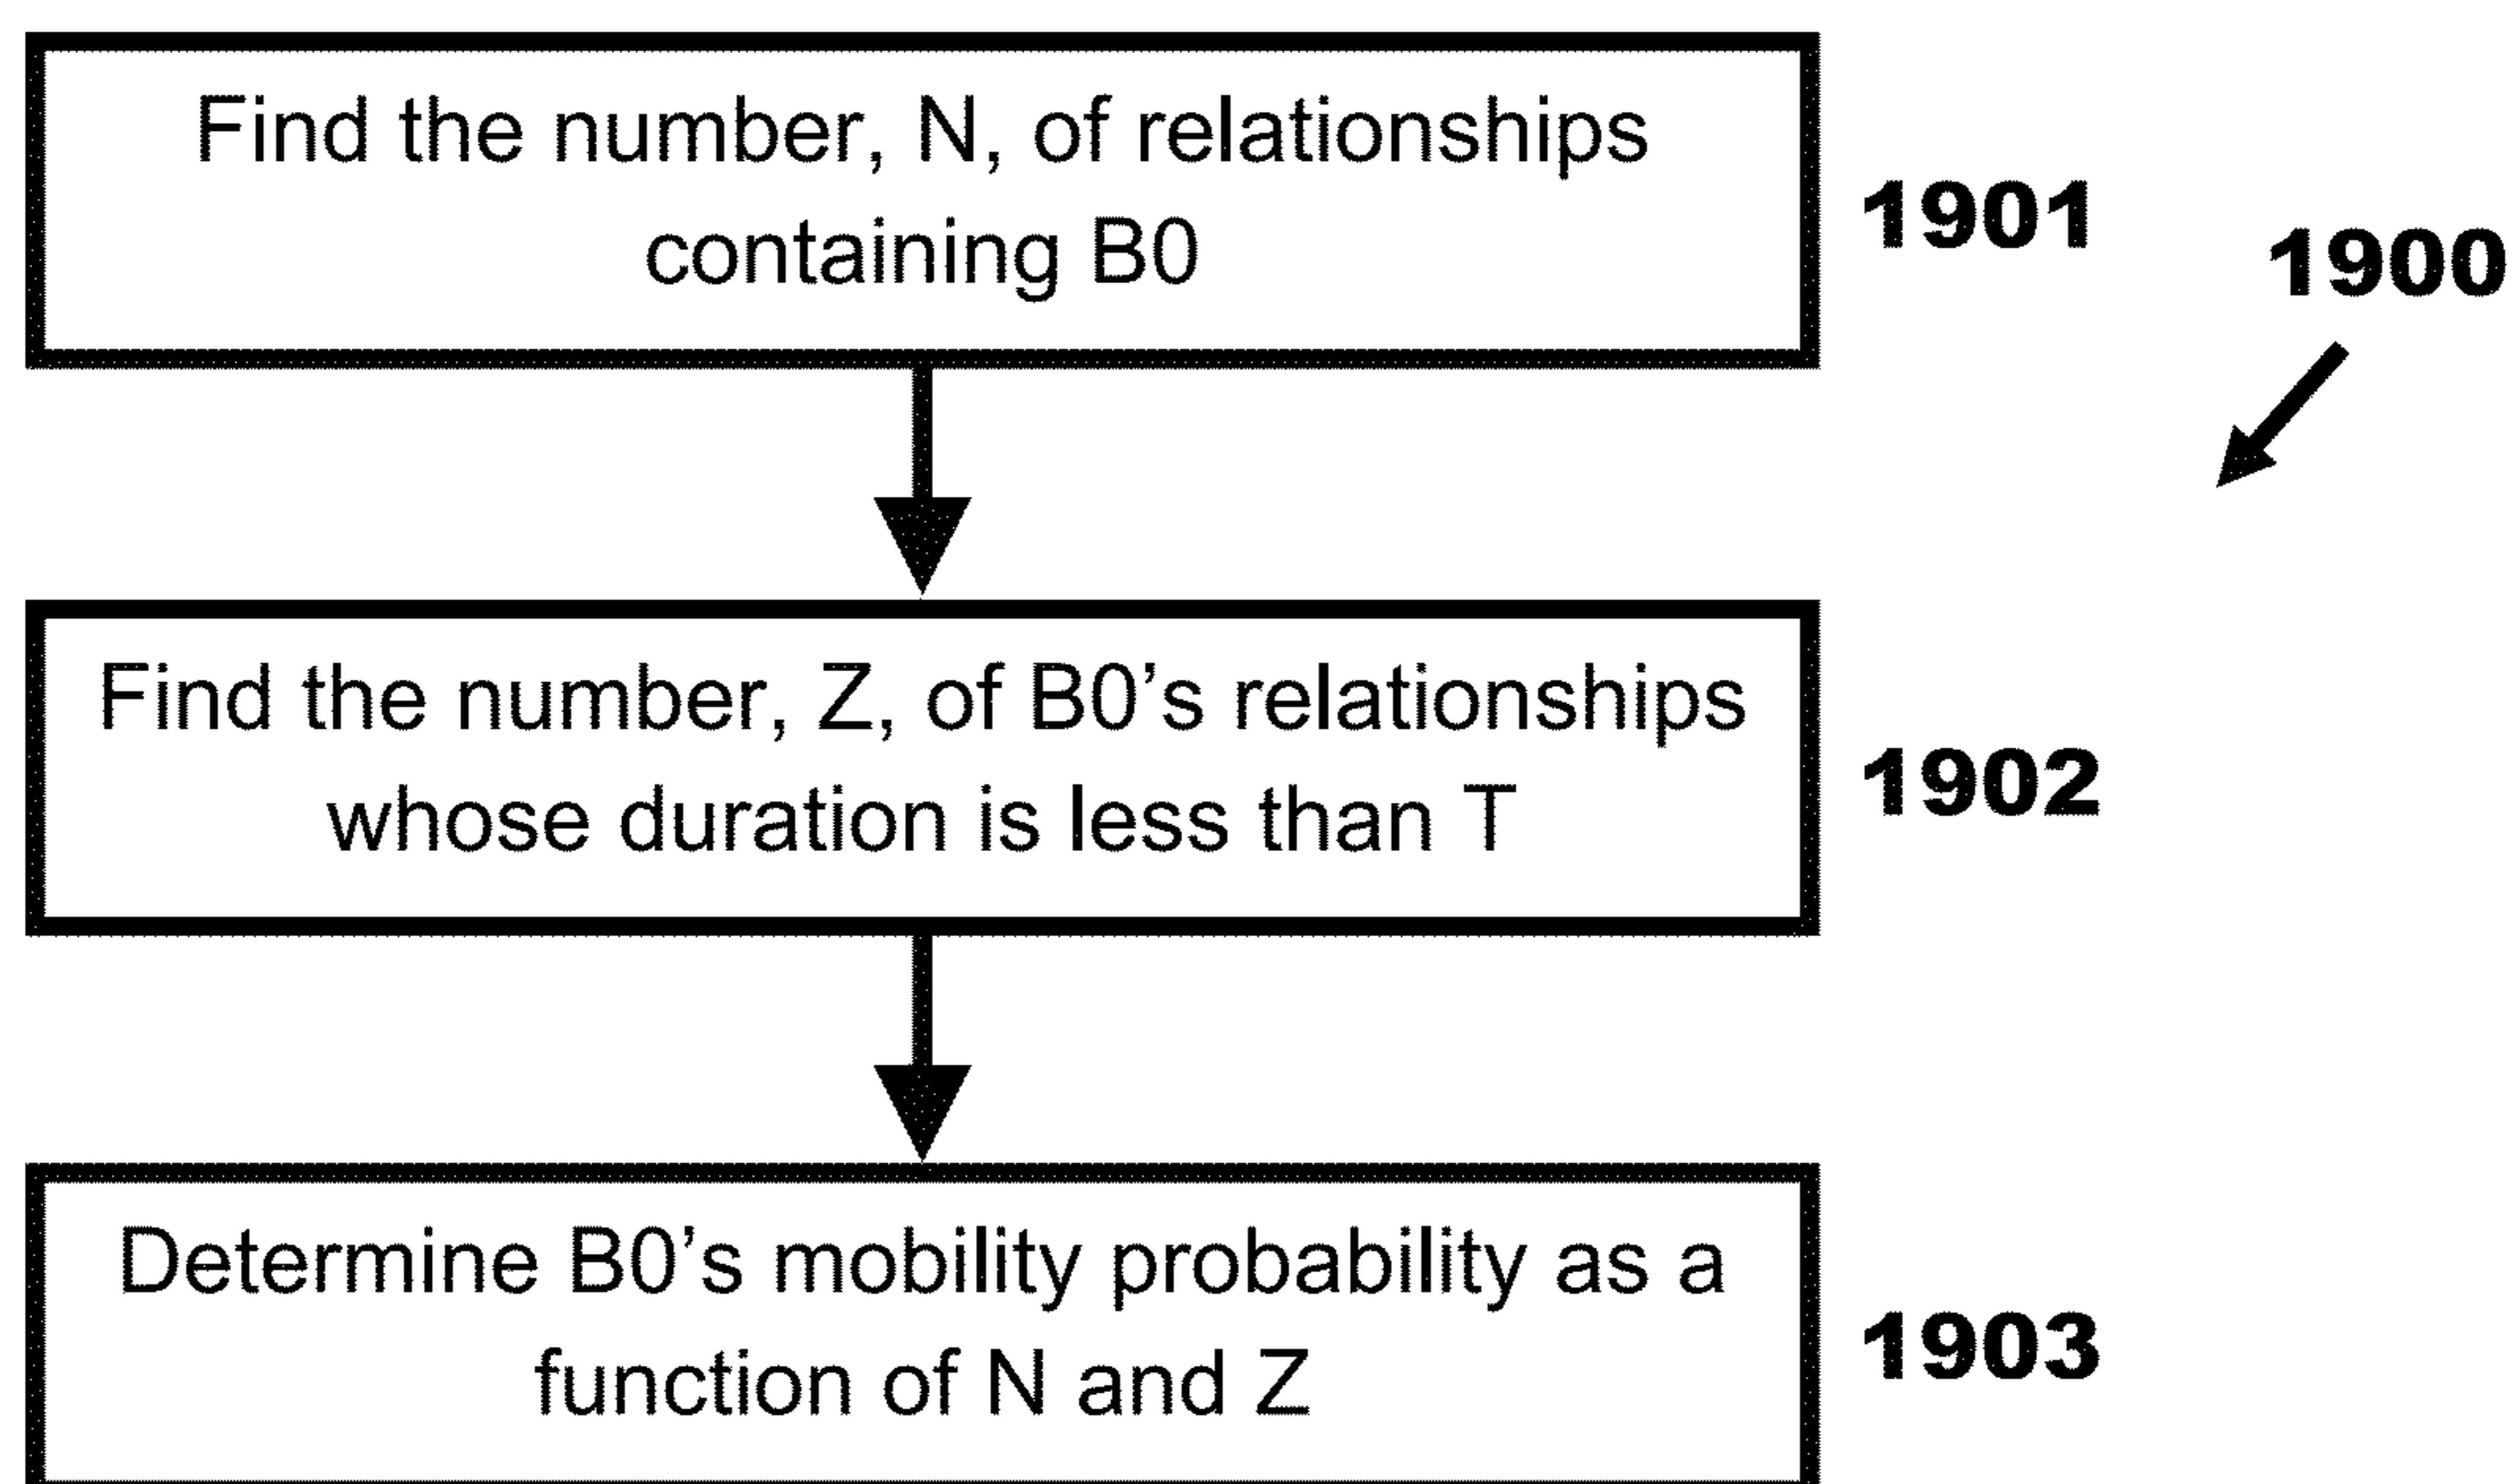 Find the number, N, of relationships
containing B0
1901
1900
Find the number, Z, of B0’s relationships
whose duration is less than T
1902
Determine B0’s mobility probability as a
function of N and Z
1903